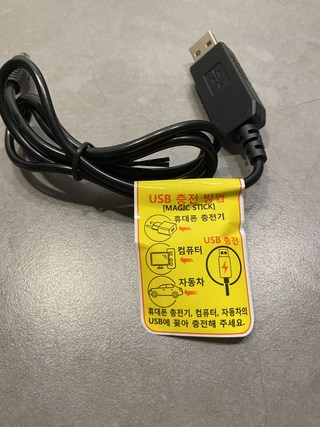 USB 충전 방법
[MAGIC STICK]
휴대폰 충전기
USB 충전
컴퓨터
자동차
휴대폰 충전기, 컴퓨터, 자동차의
USB에 꽂아 충전해 주세요.